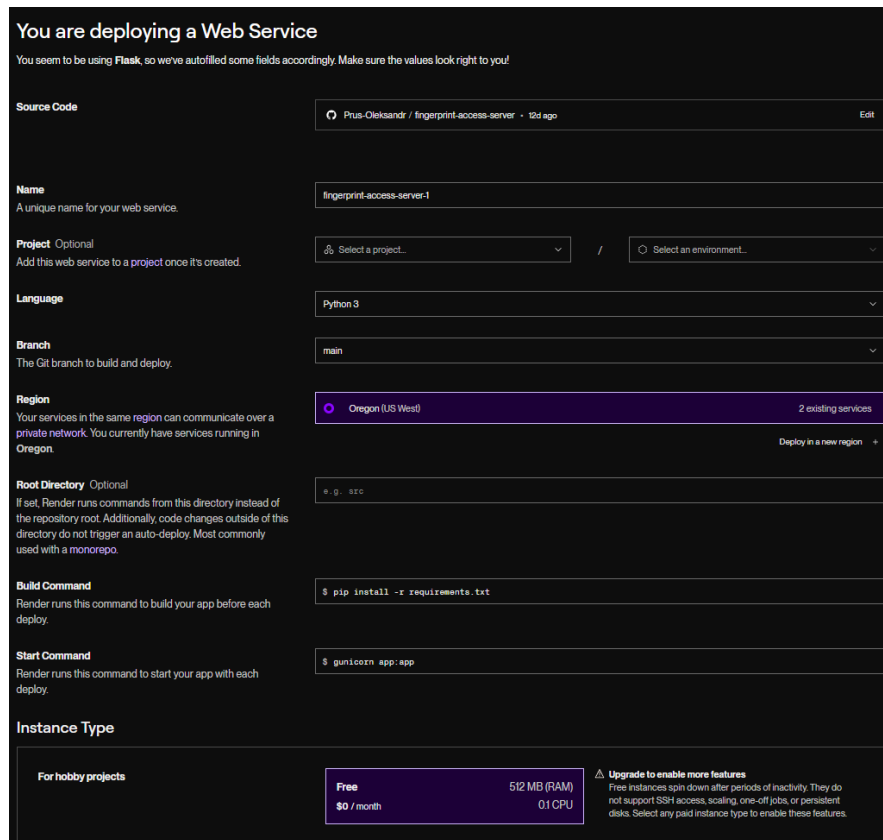 You are deploying a Web Service
You seem to be using Flask, so we've autofilled some fields accordingly. Make sure the values look right to you!
Source Code
Prus-Oleksandr / fingerprint-access-server • 12d ago
Edit
Name
A unique name for your web service.
fingerprint-access-server-1
Project Optional
Add this web service to a project once it's created.
Select a project...
/
Select an environment...
Language
Python 3
Branch
The Git branch to build and deploy.
main
Region
Your services in the same region can communicate over a
private network. You currently have services running in
Oregon.
Oregon (US West)
2 existing services
Deploy in a new region +
Root Directory Optional
If set, Render runs commands from this directory instead of
the repository root. Additionally, code changes outside of this
directory do not trigger an auto-deploy. Most commonly
used with a monorepo.
e.g. src
Build Command
Render runs this command to build your app before each
deploy.
$ pip install -r requirements.txt
Start Command
Render runs this command to start your app with each
deploy.
$ gunicorn app:app
Instance Type
For hobby projects
Free
512 MB (RAM)
$0 / month
0.1 CPU
Upgrade to enable more features
Free instances spin down after periods of inactivity. They do
not support SSH access, scaling, one-off jobs, or persistent
disks. Select any paid instance type to enable these features.